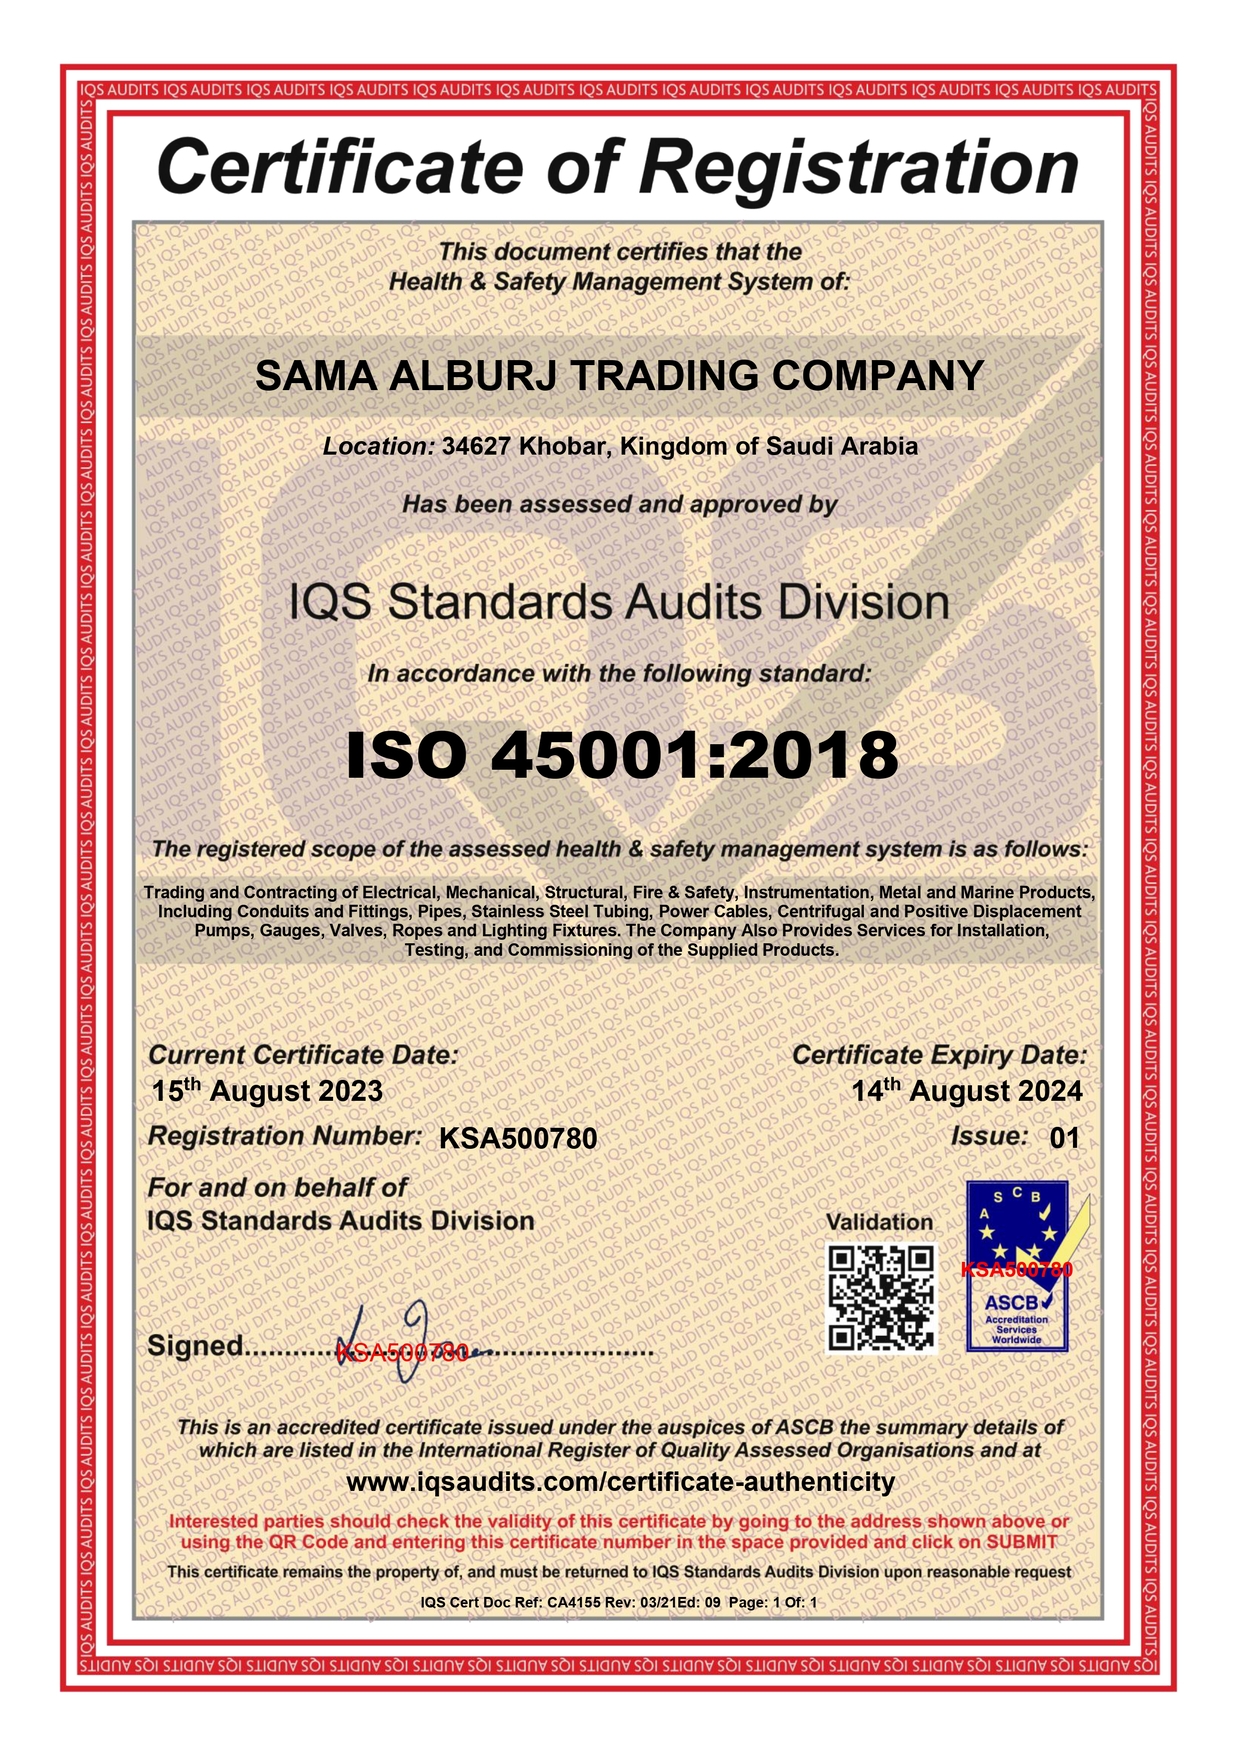 IQS AUDITS IQS AUDITS IQS AUDITS IQS AUDITS IQS AUDITS IQS AUDITS IQS AUDITS IQS AUDITS IQS AUDITS IQS AUDITS IQS AUDITS IQS AUDITS IQS AUDITS
Certificate of Registration
This document certifies that the
Health & Safety Management System of:
SAMA ALBURJ TRADING COMPANY
Location: 34627 Khobar, Kingdom of Saudi Arabia
Has been assessed and approved by
IQS Standards Audits Division
In accordance with the following standard:
ISO 45001:2018
The registered scope of the assessed health & safety management system is as follows:
Trading and Contracting of Electrical, Mechanical, Structural, Fire & Safety, Instrumentation, Metal and Marine Products,
Including Conduits and Fittings, Pipes, Stainless Steel Tubing, Power Cables, Centrifugal and Positive Displacement
Pumps, Gauges, Valves, Ropes and Lighting Fixtures. The Company Also Provides Services for Installation,
Testing, and Commissioning of the Supplied Products.
Current Certificate Date: Certificate Expiry Date:
15th August 2023 14th August 2024
Registration Number: KSA500780 Issue: 01
For and on behalf of
IQS Standards Audits Division
Validation
A S C B
KSA500780
ASCB
Accreditation
Services
Worldwide
Signed....................................................
KSA500780
This is an accredited certificate issued under the auspices of ASCB the summary details of
which are listed in the International Register of Quality Assessed Organisations and at
www.iqsaudits.com/certificate-authenticity
Interested parties should check the validity of this certificate by going to the address shown above or
using the QR Code and entering this certificate number in the space provided and click on SUBMIT
This certificate remains the property of, and must be returned to IQS Standards Audits Division upon reasonable request
IQS Cert Doc Ref: CA4155 Rev: 03/21Ed: 09 Page: 1 Of: 1